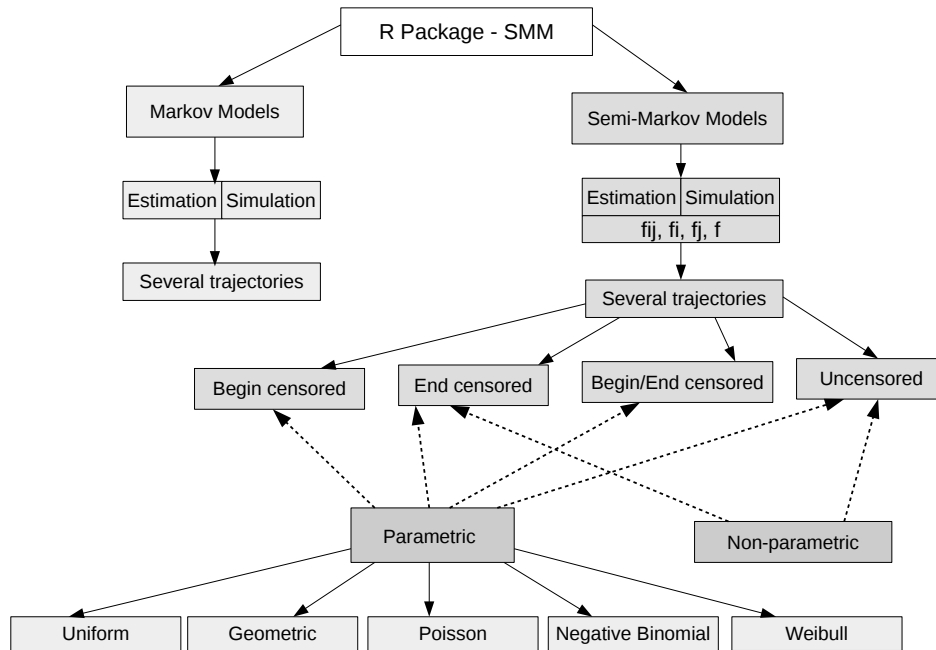 R Package - SMM
Markov Models
Semi-Markov Models
Estimation Simulation
Estimation Simulation
fij, fi, fj, f
Several trajectories
Several trajectories
Begin censored
End censored
Begin/End censored
Uncensored
Parametric
Non-parametric
Uniform
Geometric
Poisson
Negative Binomial
Weibull